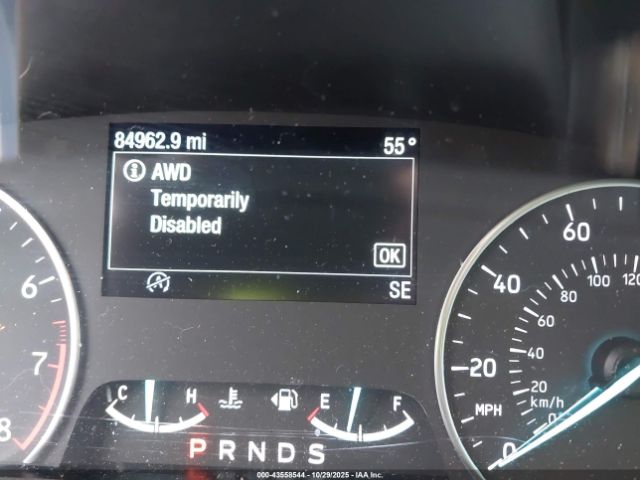 84962.9 mi 55°
AWD
Temporarily
Disabled
OK
SE
6
7
8
C H
E F
P R N D S
60
40
20
0
MPH
120
100
80
60
40
20
0
km/h
000-43558544 | 10/29/2025 | IAA Inc.